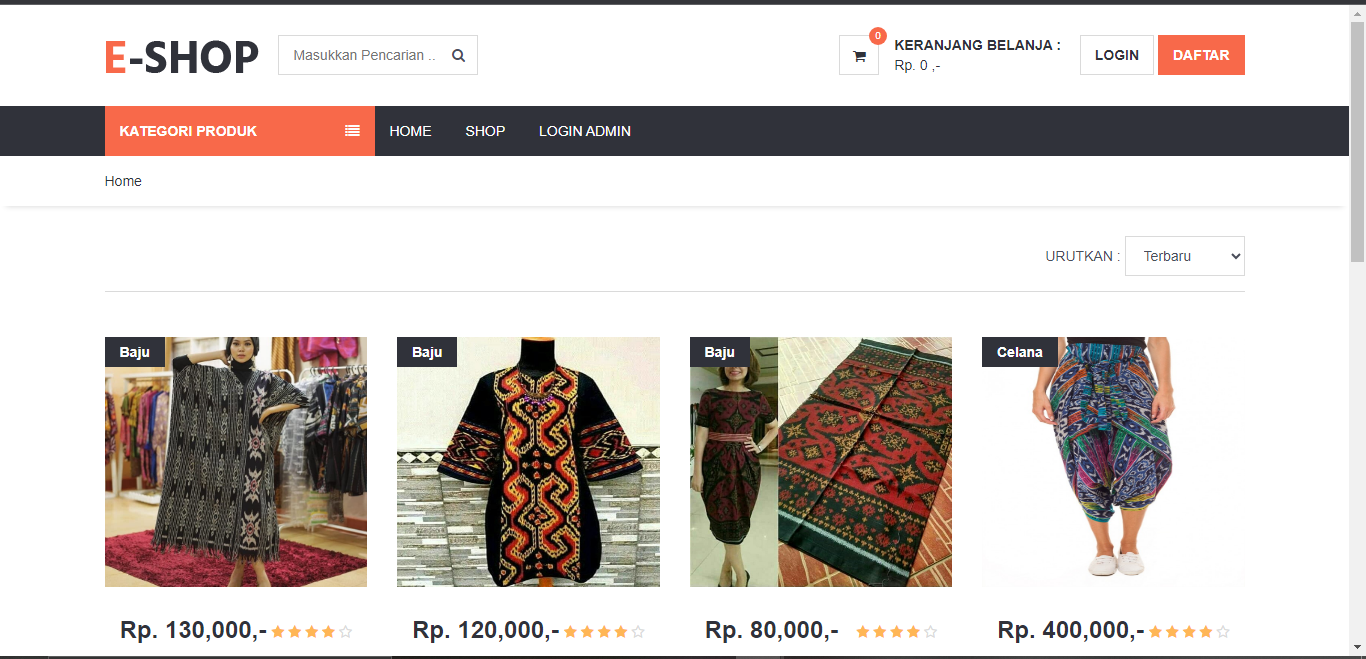 E-SHOP
Masukkan Pencarian ..
0
KERANJANG BELANJA :
Rp. 0 ,-
LOGIN
DAFTAR
KATEGORI PRODUK
HOME
SHOP
LOGIN ADMIN
Home
URUTKAN :
Terbaru
Baju
Baju
Baju
Celana
Rp. 130,000,-
Rp. 120,000,-
Rp. 80,000,-
Rp. 400,000,-